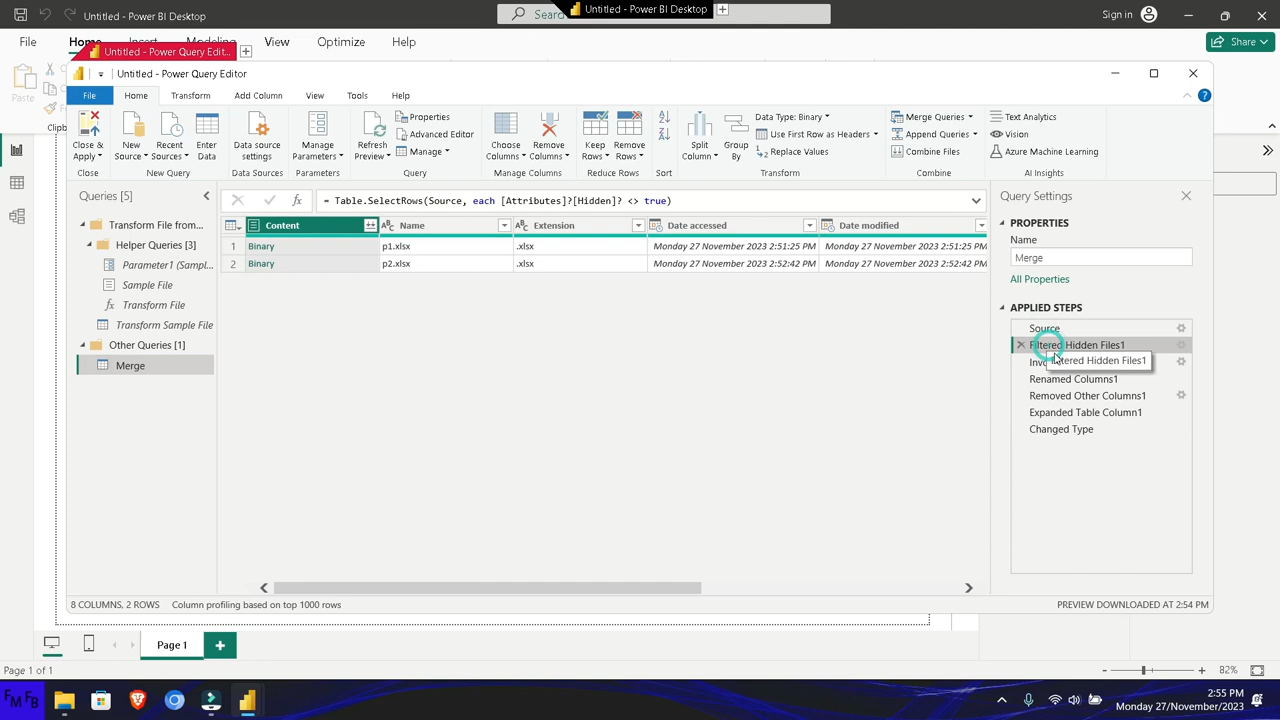 Untitled - Power BI Desktop
Untitled - Power BI Desktop
Sign in
File
Home
Modeling
View
Optimize
Help
Share
Untitled - Power Query Edit...
Paste
Clipb
Untitled - Power Query Editor
File
Home
Transform
Add Column
View
Tools
Help
Close & Apply
New Source
Recent Sources
Enter Data
Data source settings
Manage Parameters
Refresh Preview
Properties
Advanced Editor
Manage
Choose Columns
Remove Columns
Keep Rows
Remove Rows
Split Column
Group By
Data Type: Binary
Use First Row as Headers
Replace Values
Merge Queries
Append Queries
Combine Files
Text Analytics
Vision
Azure Machine Learning
Close
New Query
Data Sources
Parameters
Query
Manage Columns
Reduce Rows
Sort
Transform
Combine
AI Insights
Queries [5]
= Table.SelectRows(Source, each [Attributes]?[Hidden]? <> true)
Query Settings
Transform File from...
Helper Queries [3]
Parameter1 (Sampl...
Sample File
Transform File
Transform Sample File
Other Queries [1]
Merge
Content Name Extension Date accessed Date modified
1 Binary p1.xlsx .xlsx Monday 27 November 2023 2:51:25 PM Monday 27 November 2023 2:51:25 PM
2 Binary p2.xlsx .xlsx Monday 27 November 2023 2:52:42 PM Monday 27 November 2023 2:52:42 PM
PROPERTIES
Name
Merge
All Properties
APPLIED STEPS
Source
Filtered Hidden Files1
Filtered Hidden Files1
Renamed Columns1
Removed Other Columns1
Expanded Table Column1
Changed Type
8 COLUMNS, 2 ROWS Column profiling based on top 1000 rows
PREVIEW DOWNLOADED AT 2:54 PM
Page 1
Page 1 of 1
82%
FM FB
2:55 PM
Monday 27/November/2023